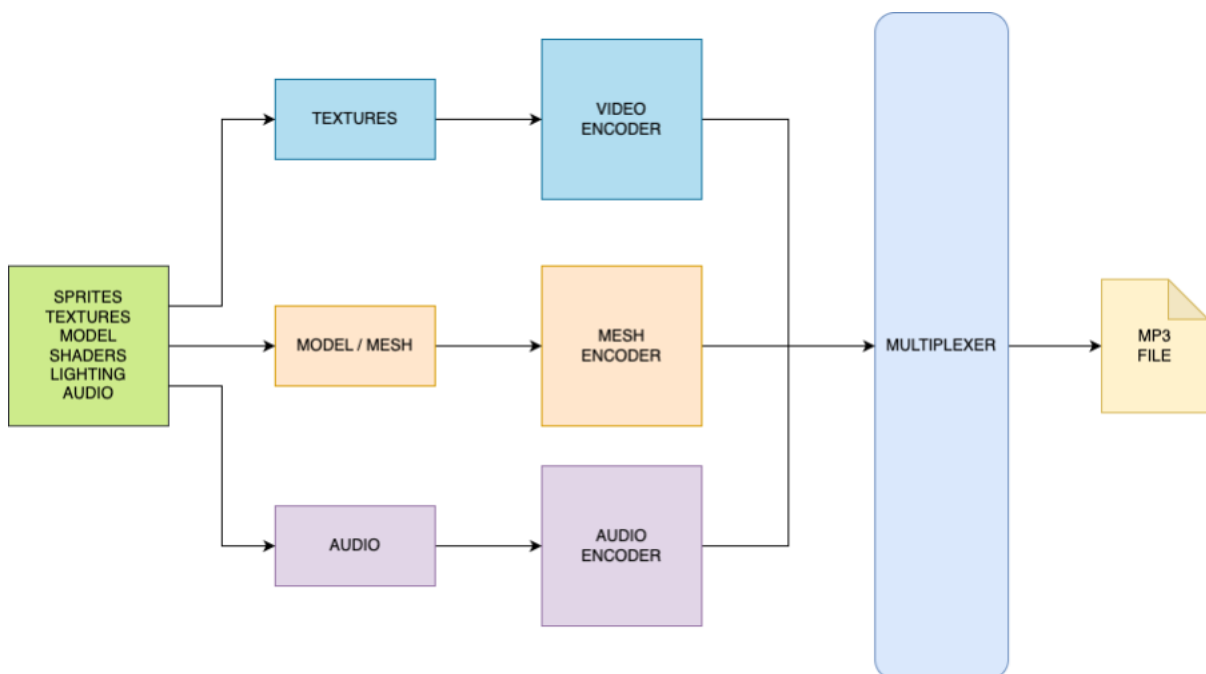 TEXTURES
VIDEO
ENCODER
SPRITES
TEXTURES
MODEL
SHADERS
LIGHTING
AUDIO
MODEL / MESH
MESH
ENCODER
MULTIPLEXER
MP3
FILE
AUDIO
AUDIO
ENCODER